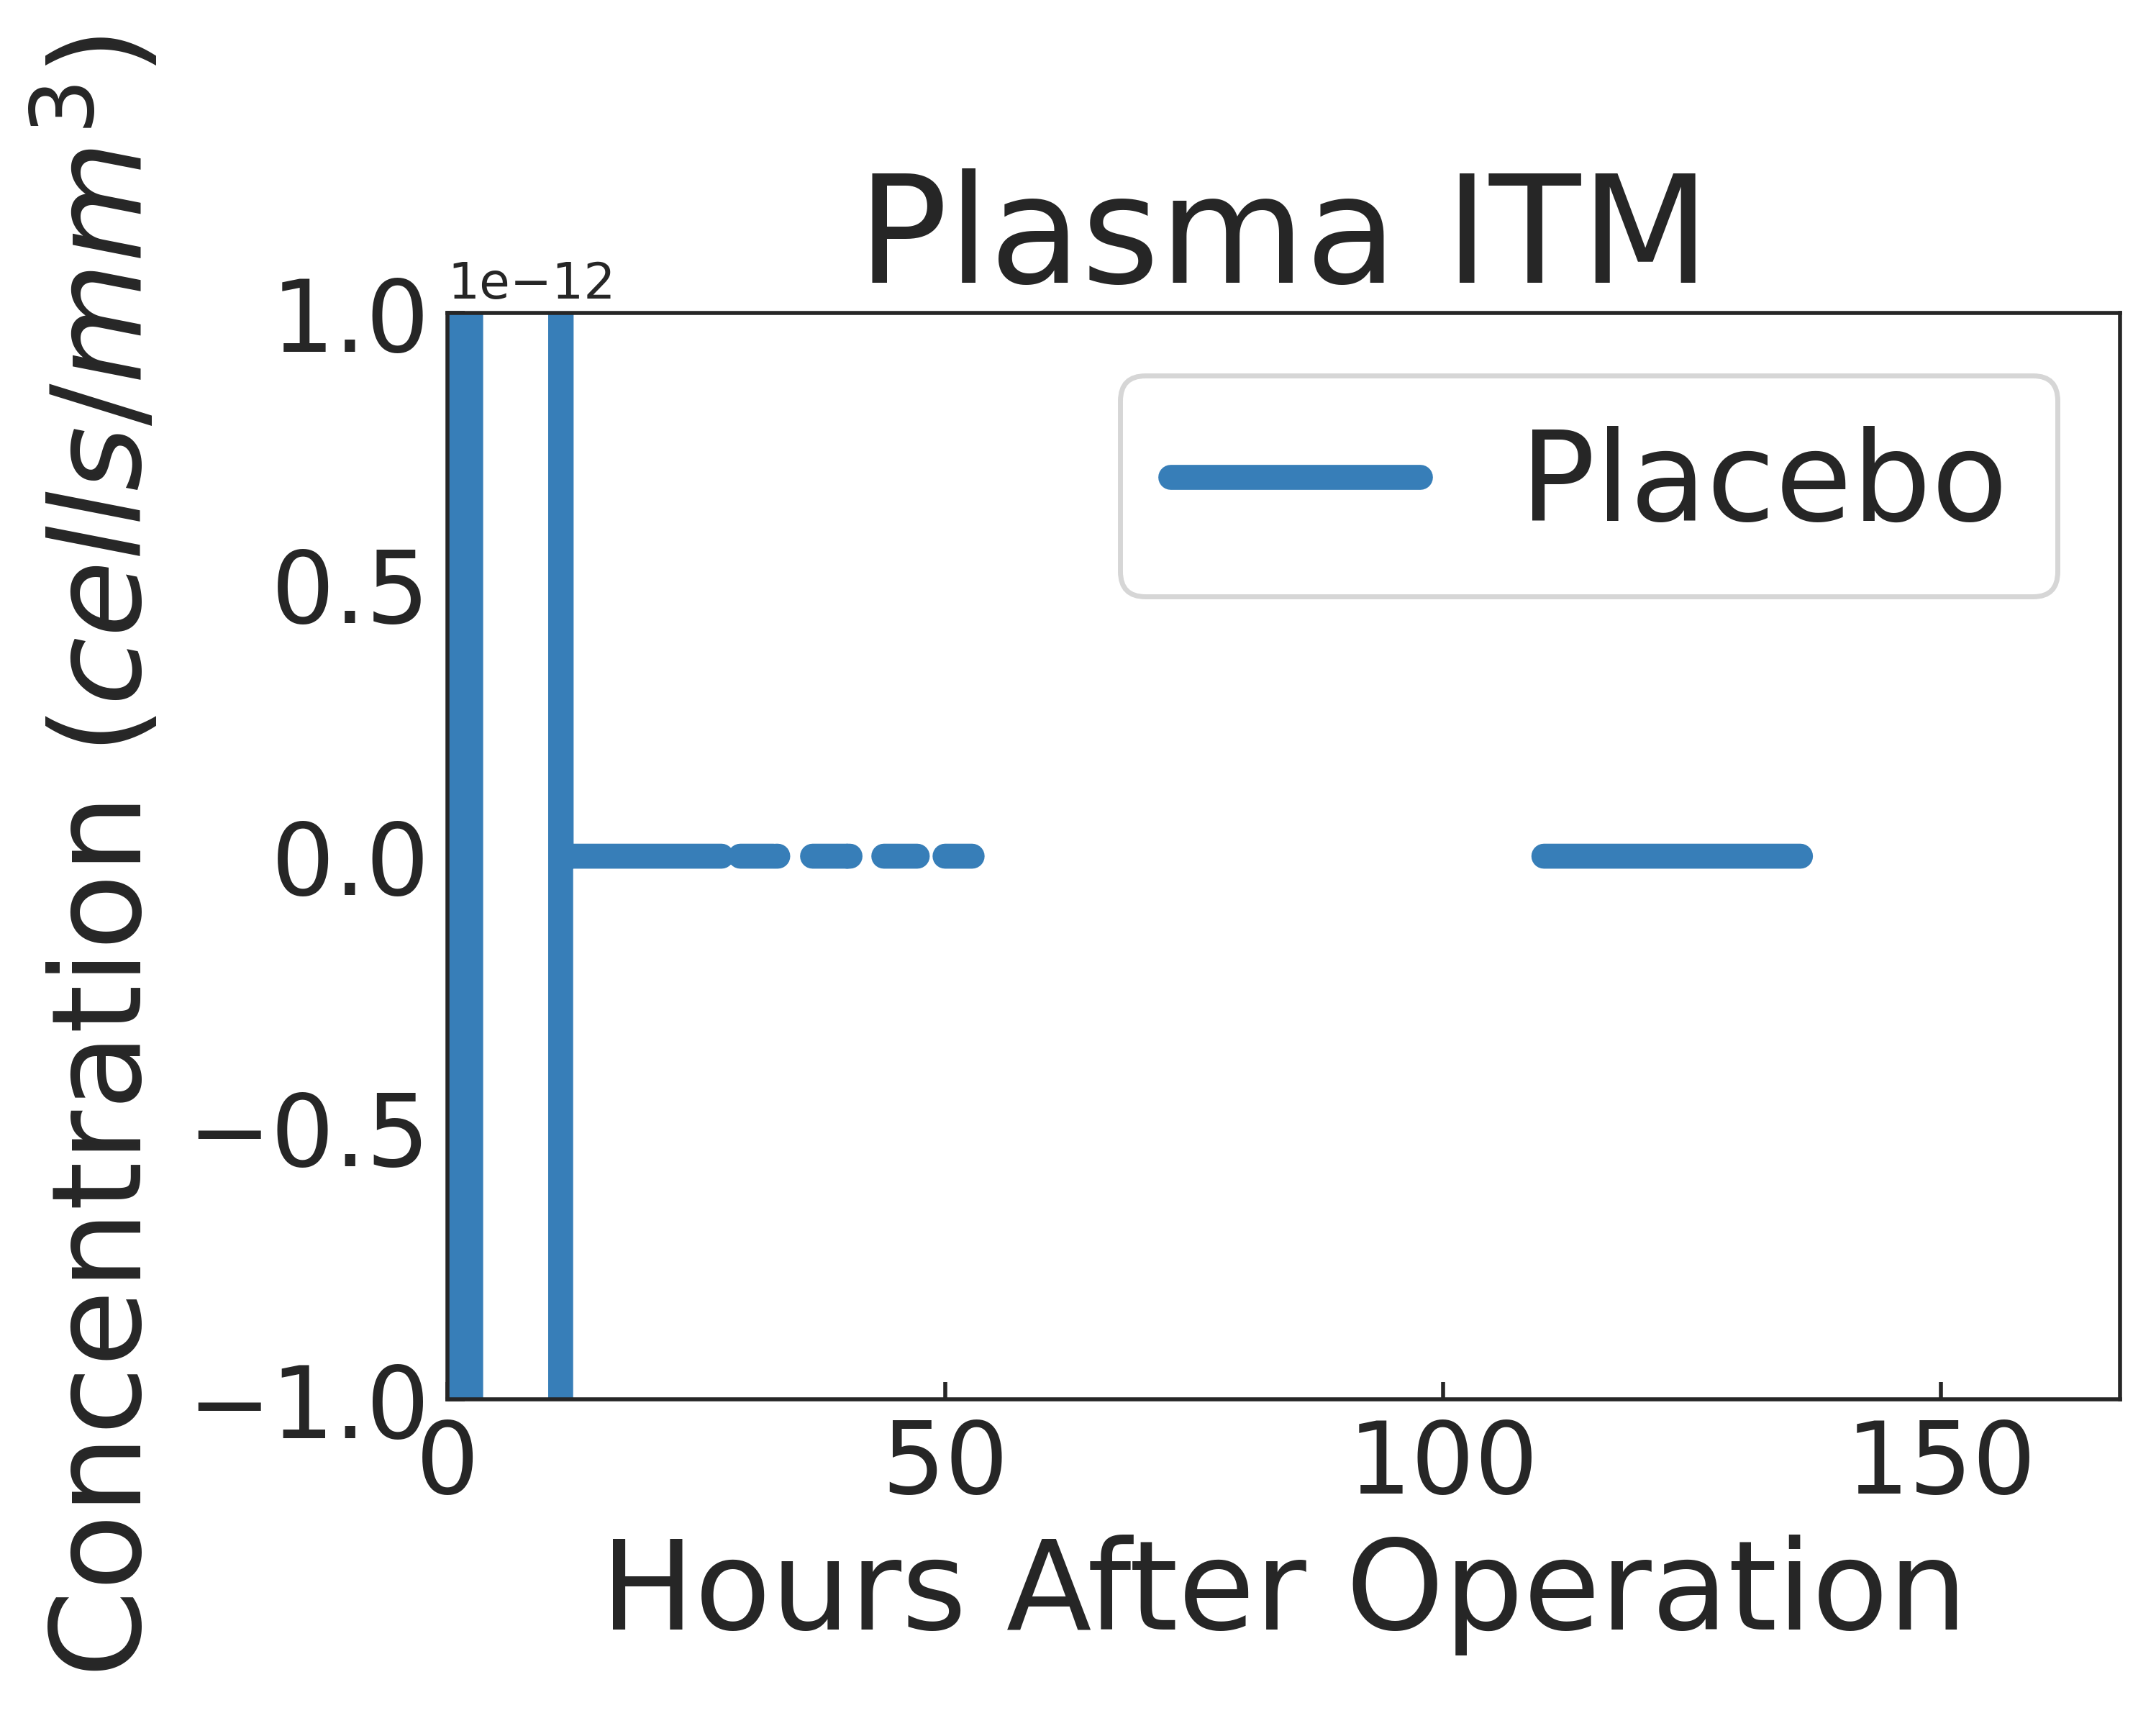 Plasma ITM
1e−12
Concentration (cells/mm³)
1.0
0.5
0.0
−0.5
−1.0
Placebo
0 50 100 150
Hours After Operation